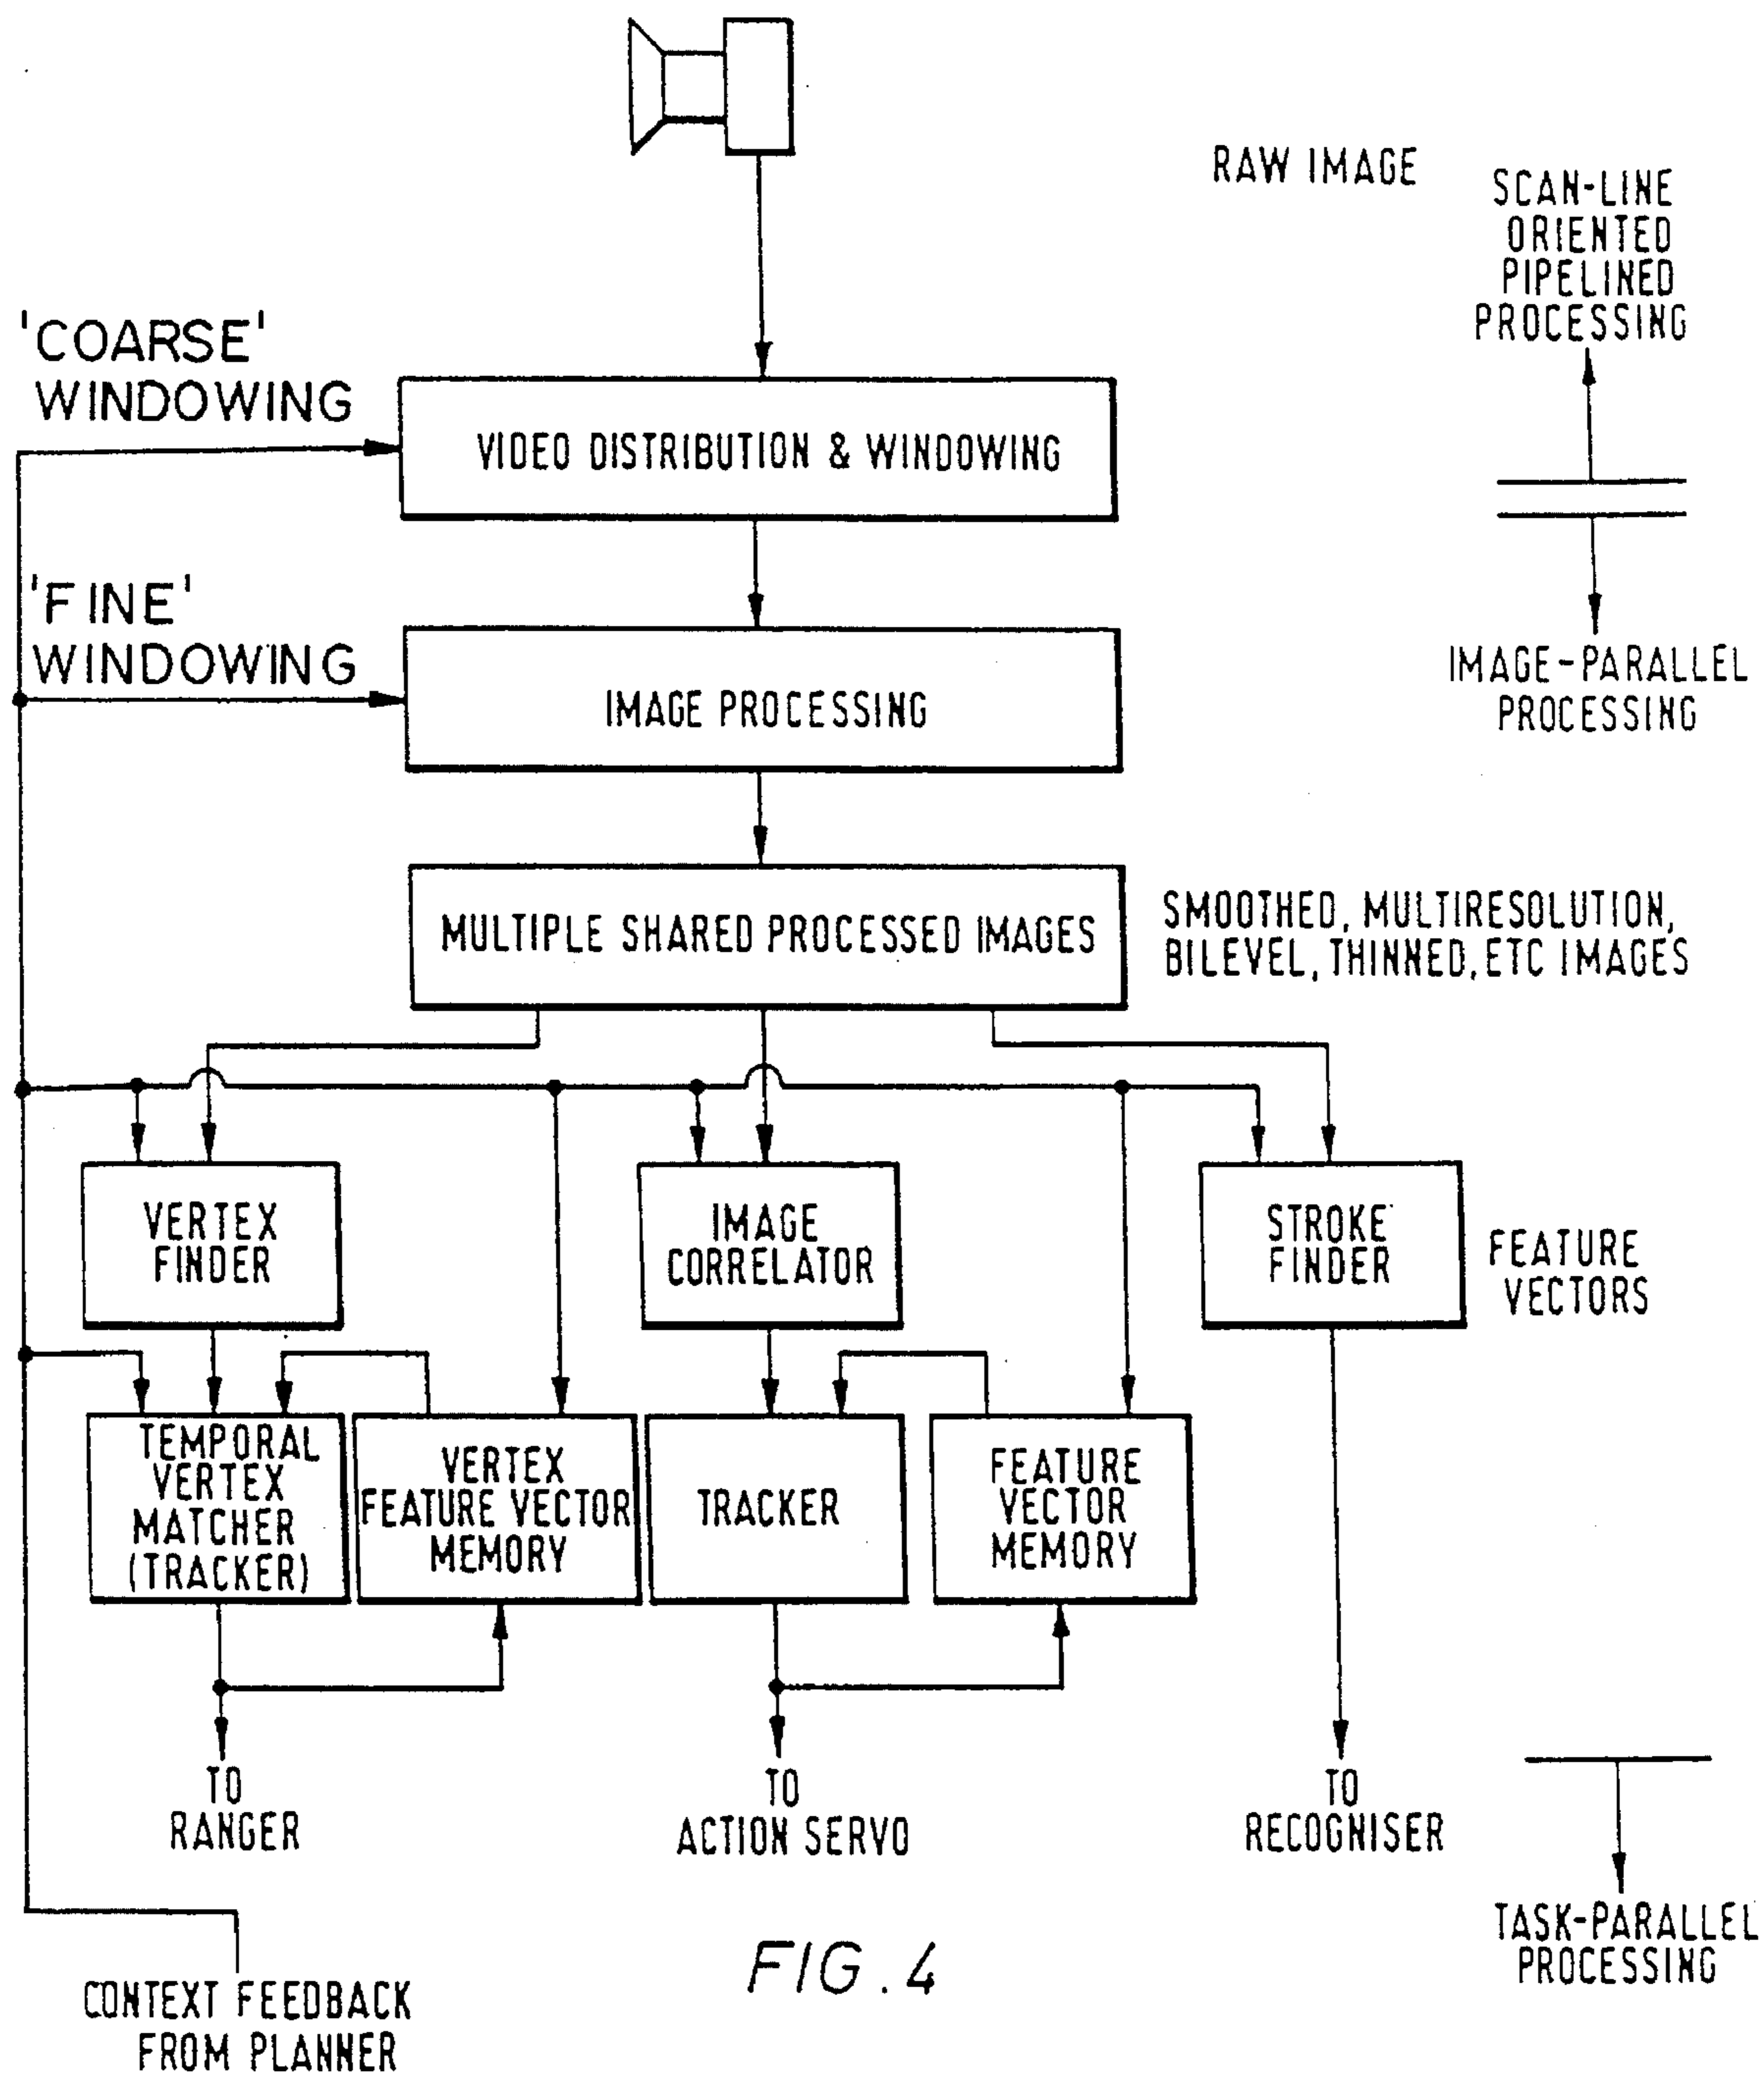 RAW IMAGE
SCAN-LINE
ORIENTED
PIPELINED
PROCESSING
'COARSE'
WINDOWING
VIDEO DISTRIBUTION & WINDOWING
'FINE'
WINDOWING
IMAGE PROCESSING
IMAGE-PARALLEL
PROCESSING
MULTIPLE SHARED PROCESSED IMAGES
SMOOTHED, MULTIRESOLUTION,
BILEVEL, THINNED, ETC IMAGES
VERTEX
FINDER
IMAGE
CORRELATOR
STROKE
FINDER
FEATURE
VECTORS
TEMPORAL
VERTEX
MATCHER
(TRACKER)
VERTEX
FEATURE VECTOR
MEMORY
TRACKER
FEATURE
VECTOR
MEMORY
TO
RANGER
TO
ACTION SERVO
TO
RECOGNISER
TASK-PARALLEL
PROCESSING
CONTEXT FEEDBACK
FROM PLANNER
FIG. 4